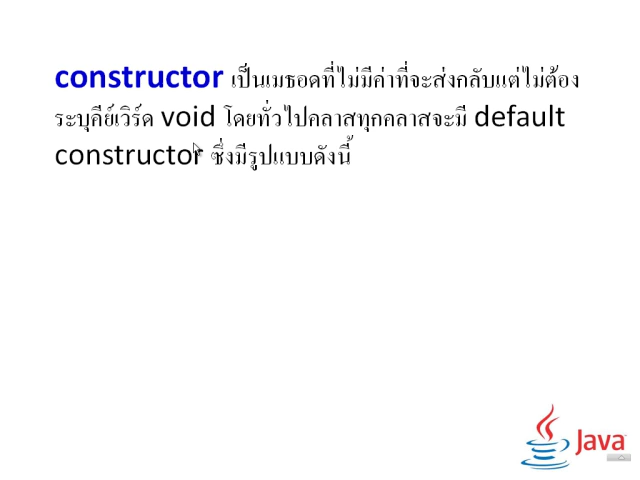 constructor เป็นเมธอดที่ไม่มีค่าที่จะส่งกลับแต่ไม่ต้อง
ระบุคีย์เวิร์ด void โดยทั่วไปคลาสทุกคลาสจะมี default
constructor ซึ่งมีรูปแบบดังนี้
Java